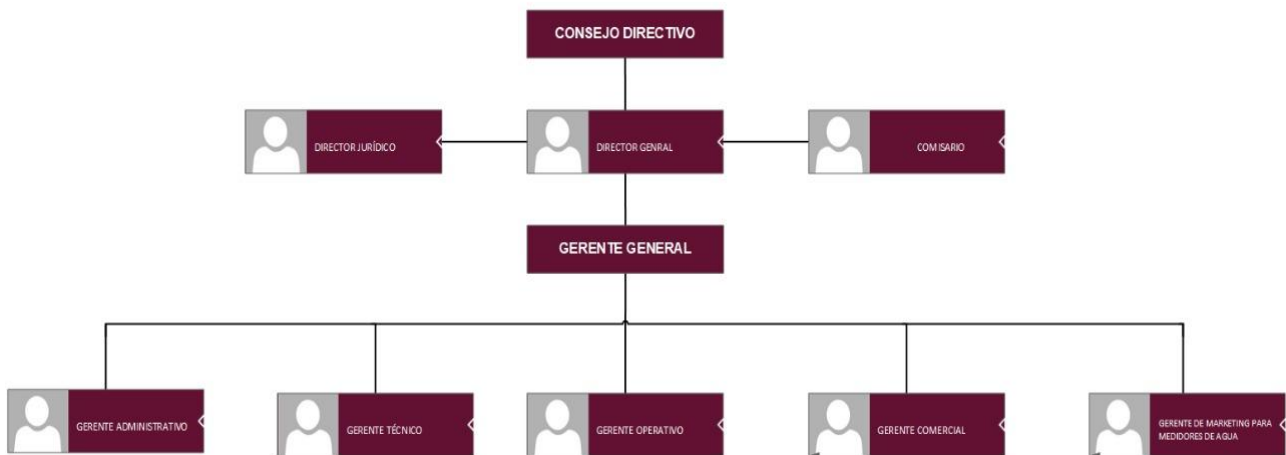 CONSEJO DIRECTIVO
DIRECTOR JURÍDICO
DIRECTOR GENRAL
COMISARIO
GERENTE GENERAL
GERENTE ADMINISTRATIVO
GERENTE TÉCNICO
GERENTE OPERATIVO
GERENTE COMERCIAL
GERENTE DE MARKETING PARA
MEDIDORES DE AGUA